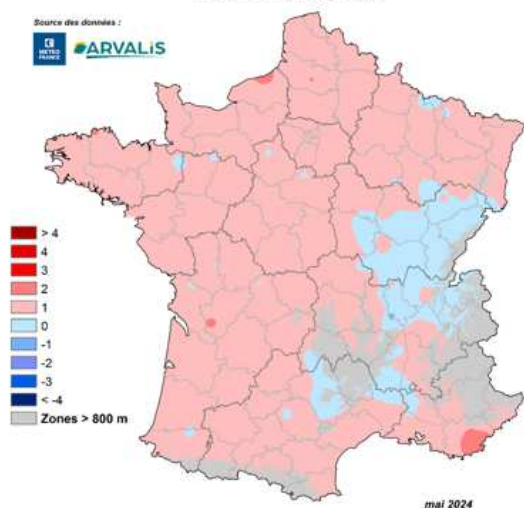 Source des données :
METEO
FRANCE
ARVALIS
> 4
4
3
2
1
0
-1
-2
-3
< -4
Zones > 800 m
mai 2024